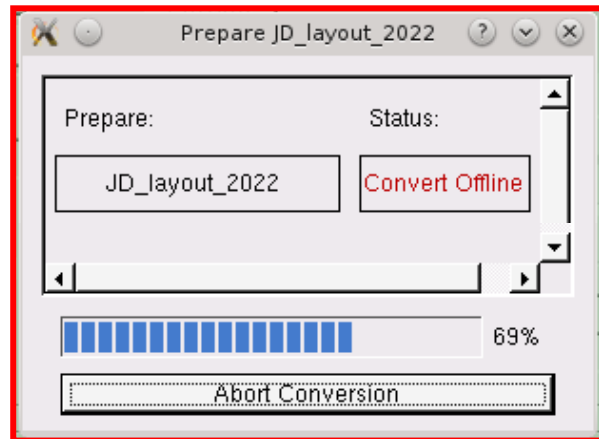 Prepare JD_layout_2022
Prepare: Status:
JD_layout_2022 Convert Offline
69%
Abort Conversion